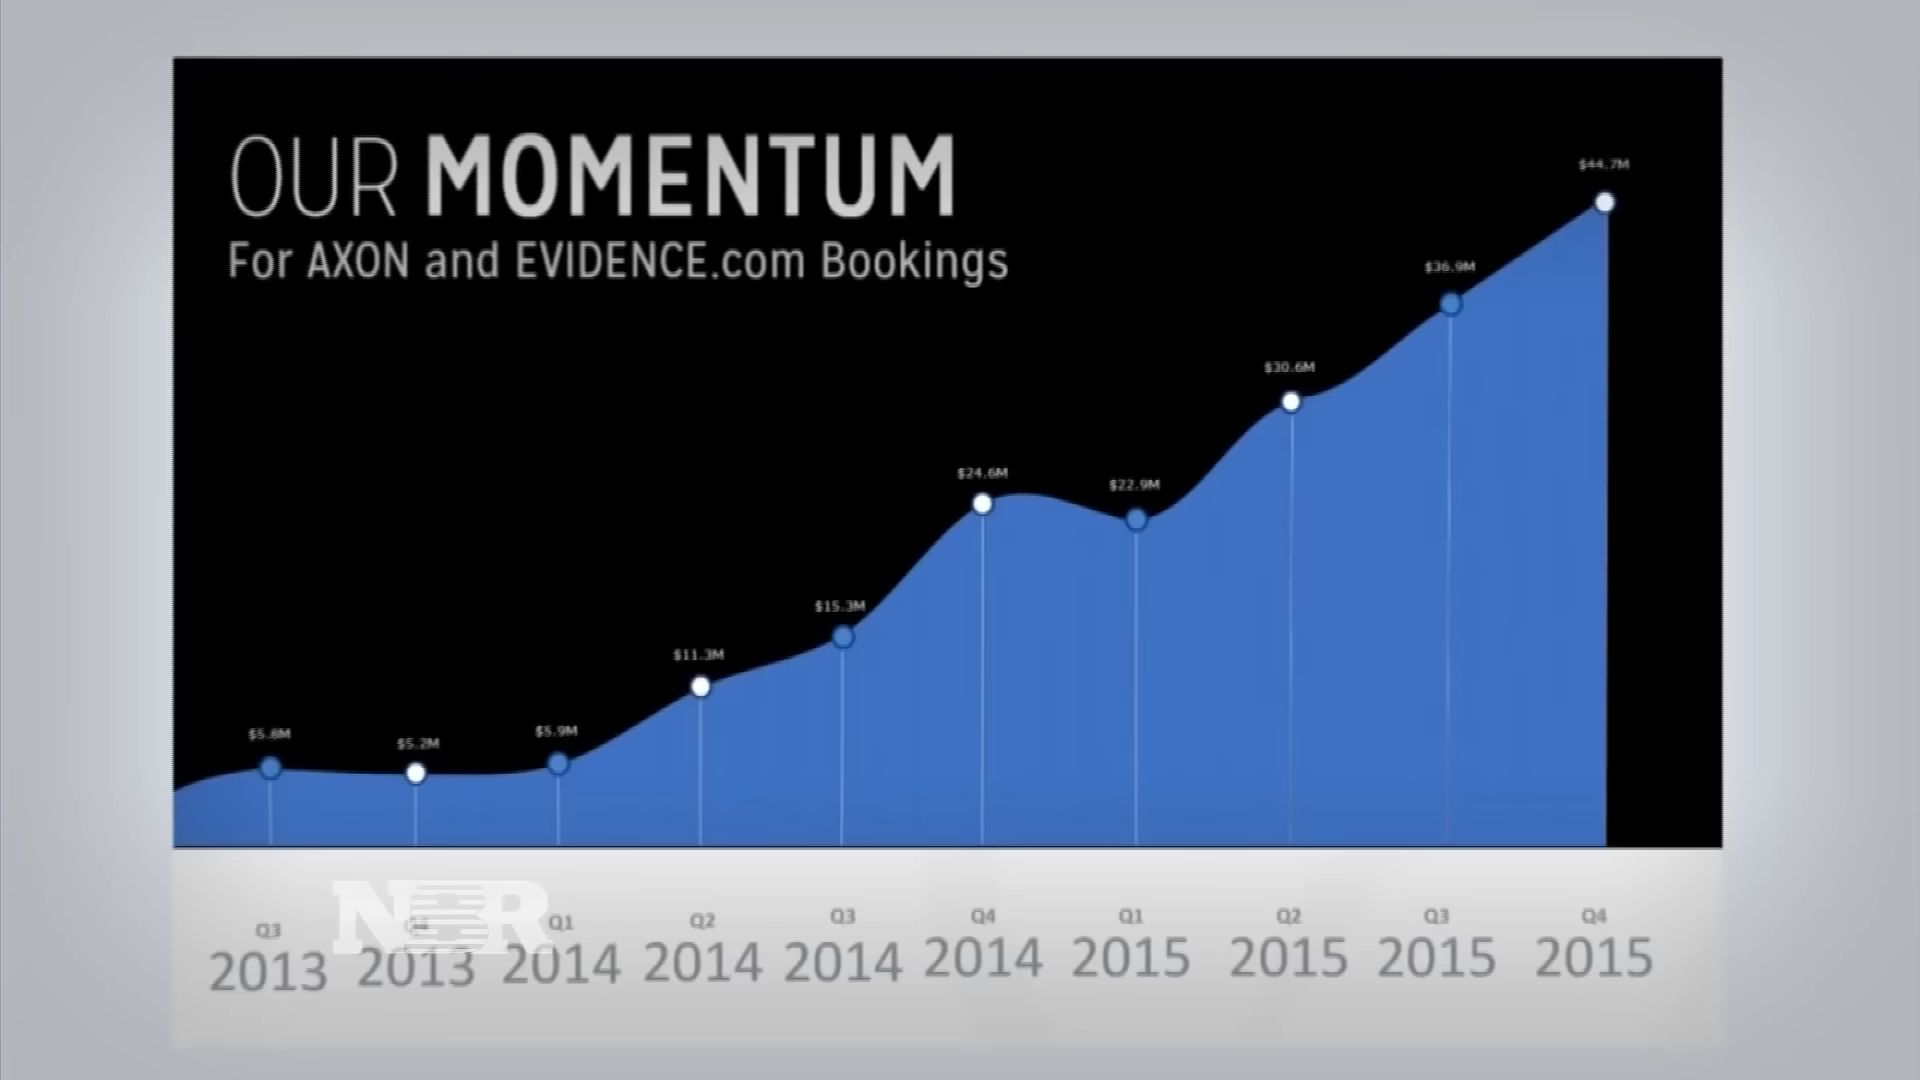 OUR MOMENTUM
For AXON and EVIDENCE.com Bookings
$5.8M
$5.2M
$5.9M
$11.3M
$15.3M
$24.6M
$22.9M
$30.6M
$36.9M
$44.7M
Q3 Q4 Q1 Q2 Q3 Q4 Q1 Q2 Q3 Q4
2013 2013 2014 2014 2014 2014 2015 2015 2015 2015
NBR